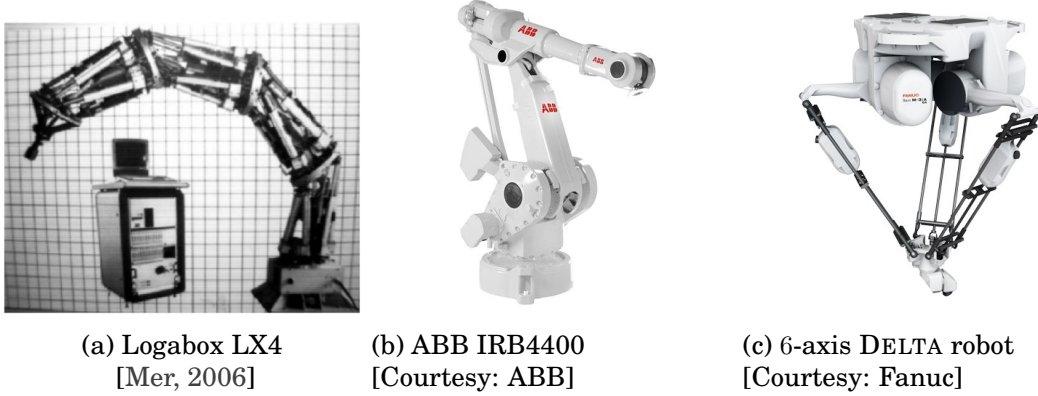 ABB
ABB
ABB
FANUC
(a) Logabox LX4
[Mer, 2006]
(b) ABB IRB4400
[Courtesy: ABB]
(c) 6-axis DELTA robot
[Courtesy: Fanuc]